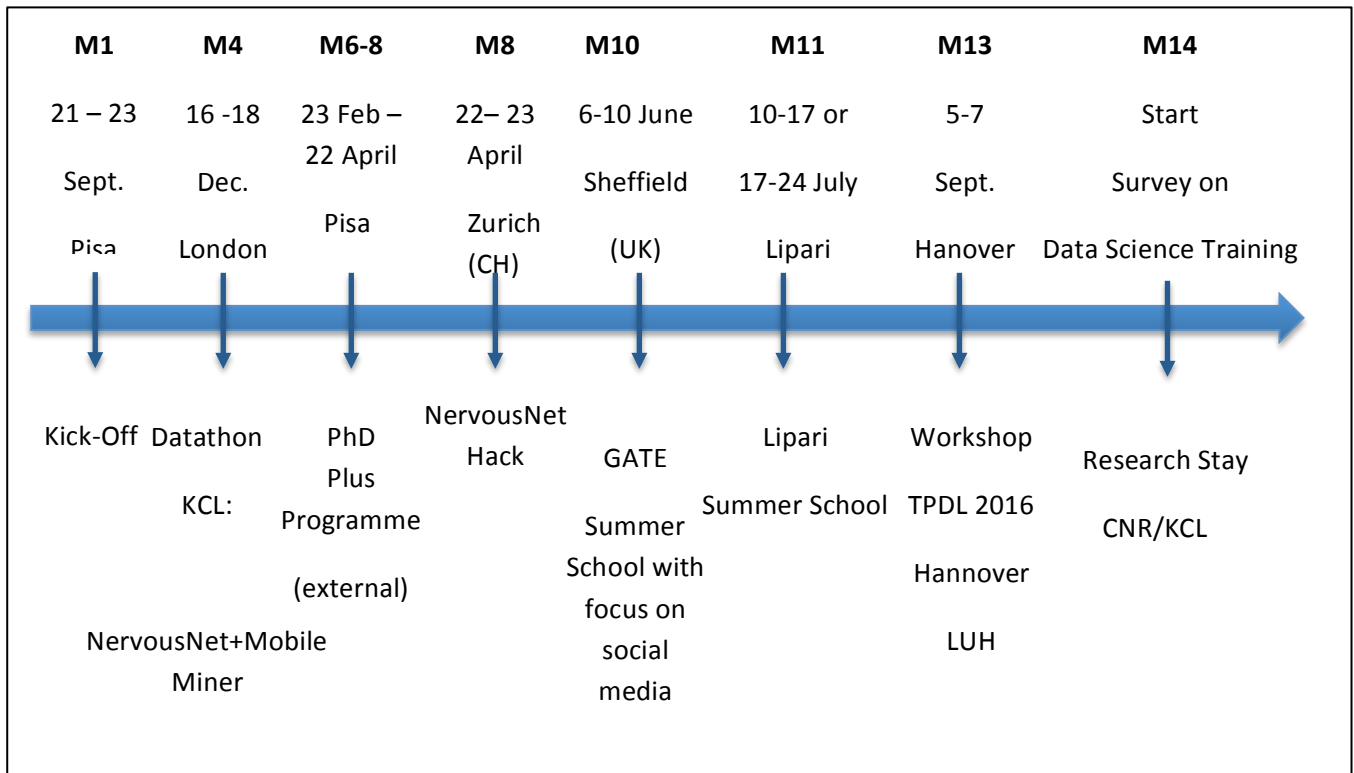 M1 M4 M6-8 M8 M10 M11 M13 M14
21 – 23
Sept.
Pisa
16 -18
Dec.
London
23 Feb –
22 April
Pisa
22– 23
April
Zurich
(CH)
6-10 June
Sheffield
(UK)
10-17 or
17-24 July
Lipari
5-7
Sept.
Hanover
Start
Survey on
Data Science Training
Kick-Off
Datathon
KCL:
NervousNet+Mobile
Miner
PhD
Plus
Programme
(external)
NervousNet
Hack
GATE
Summer
School with
focus on
social
media
Lipari
Summer School
Workshop
TPDL 2016
Hannover
LUH
Research Stay
CNR/KCL